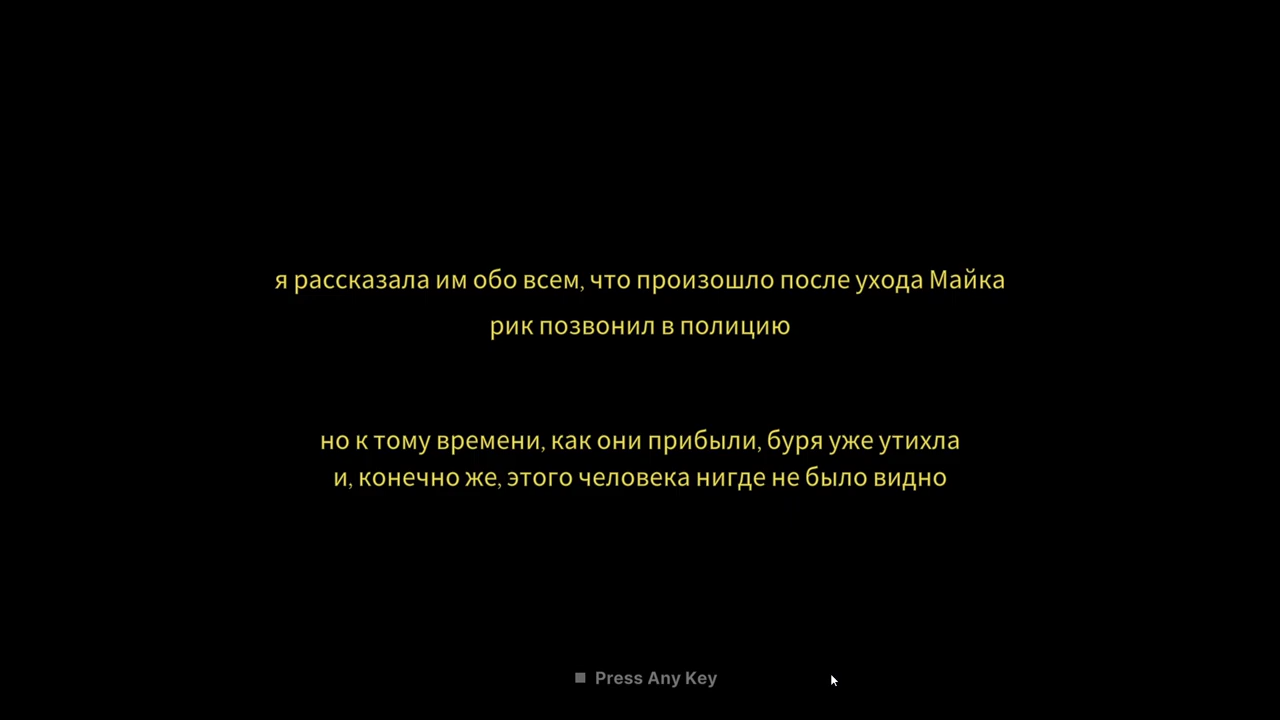 я рассказала им обо всем, что произошло после ухода Майка
рик позвонил в полицию
но к тому времени, как они прибыли, буря уже утихла
и, конечно же, этого человека нигде не было видно
Press Any Key